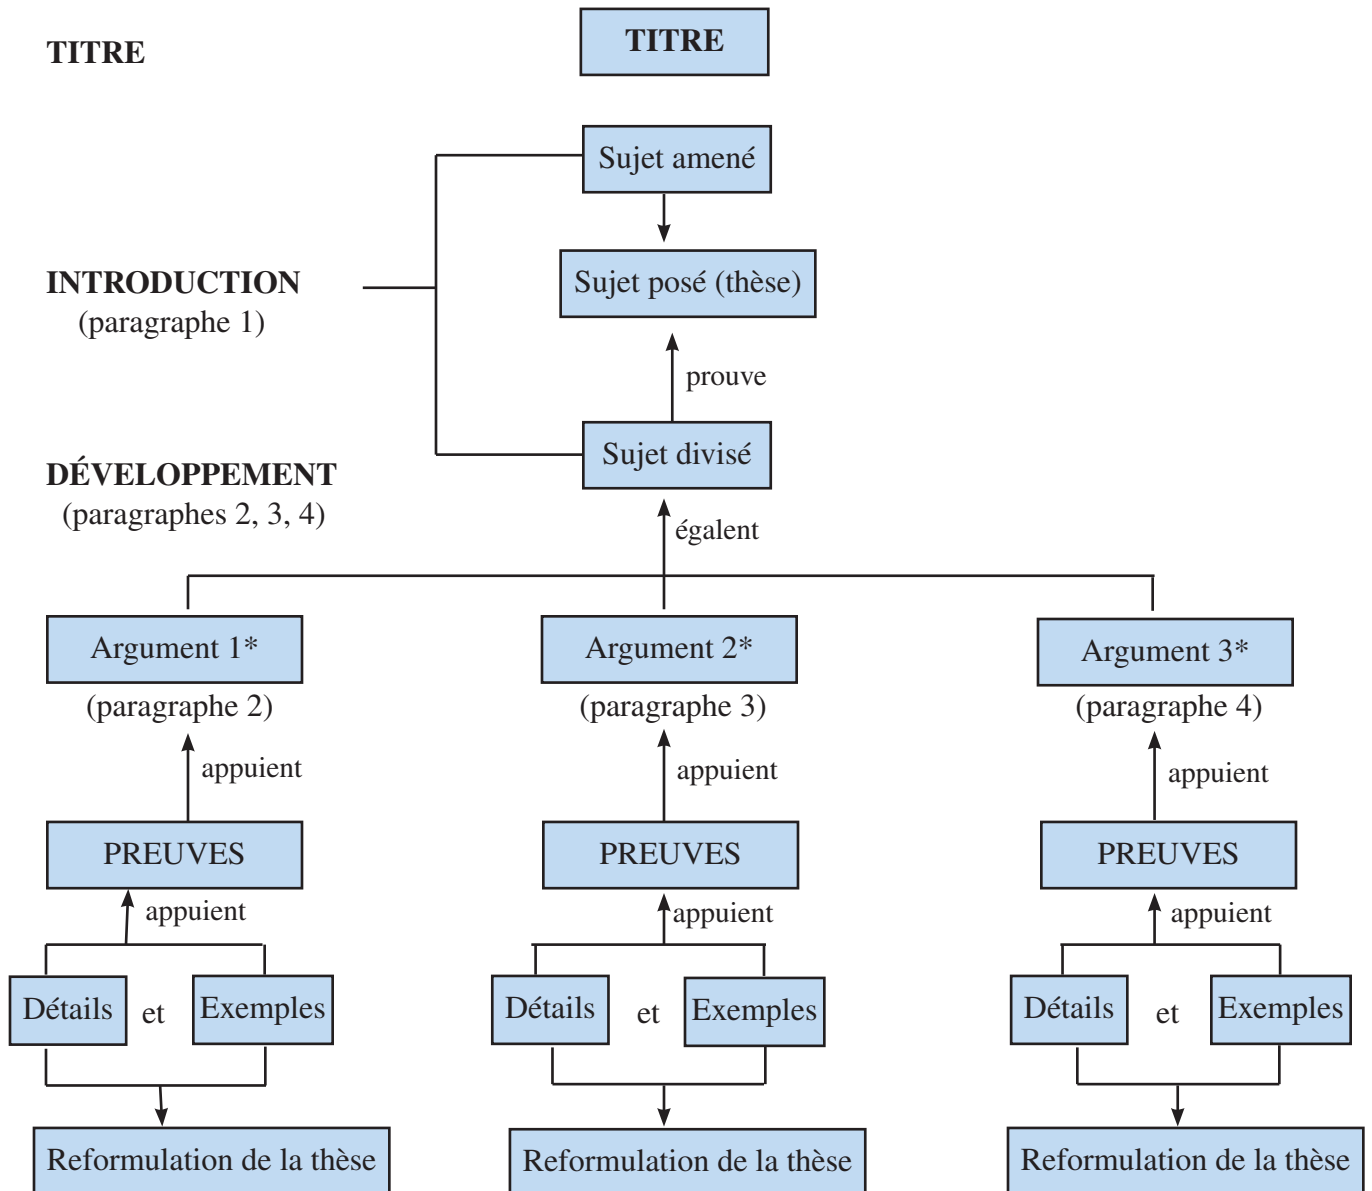 TITRE
TITRE
Sujet amené
INTRODUCTION
(paragraphe 1)
Sujet posé (thèse)
prouve
Sujet divisé
DÉVELOPPEMENT
(paragraphes 2, 3, 4)
égalent
Argument 1* Argument 2* Argument 3*
(paragraphe 2) (paragraphe 3) (paragraphe 4)
appuient appuient appuient
PREUVES PREUVES PREUVES
appuient appuient appuient
Détails et Exemples Détails et Exemples Détails et Exemples
Reformulation de la thèse Reformulation de la thèse Reformulation de la thèse